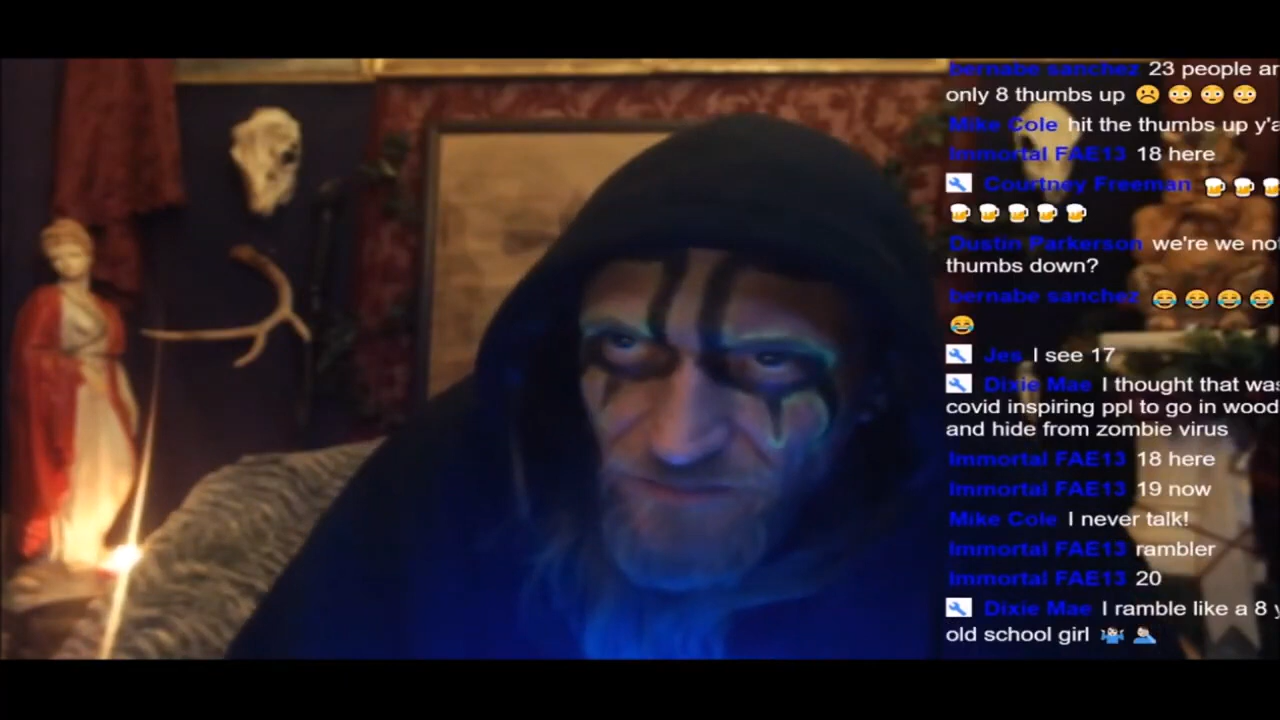 bernabe sanchez 23 people ar
only 8 thumbs up ☹️ 😳 😳 😳
Mike Cole hit the thumbs up y'a
Immortal FAE13 18 here
Courtney Freeman 🍺 🍺 🍺
🍺 🍺 🍺 🍺 🍺
Dustin Parkerson we're we no
thumbs down?
bernabe sanchez 😂 😂 😂 😂
😂
Jes I see 17
Dixie Mae I thought that was
covid inspiring ppl to go in wood
and hide from zombie virus
Immortal FAE13 18 here
Immortal FAE13 19 now
Mike Cole I never talk!
Immortal FAE13 rambler
Immortal FAE13 20
Dixie Mae I ramble like a 8 y
old school girl 🤷🏻‍♀️ 🤦🏻‍♀️